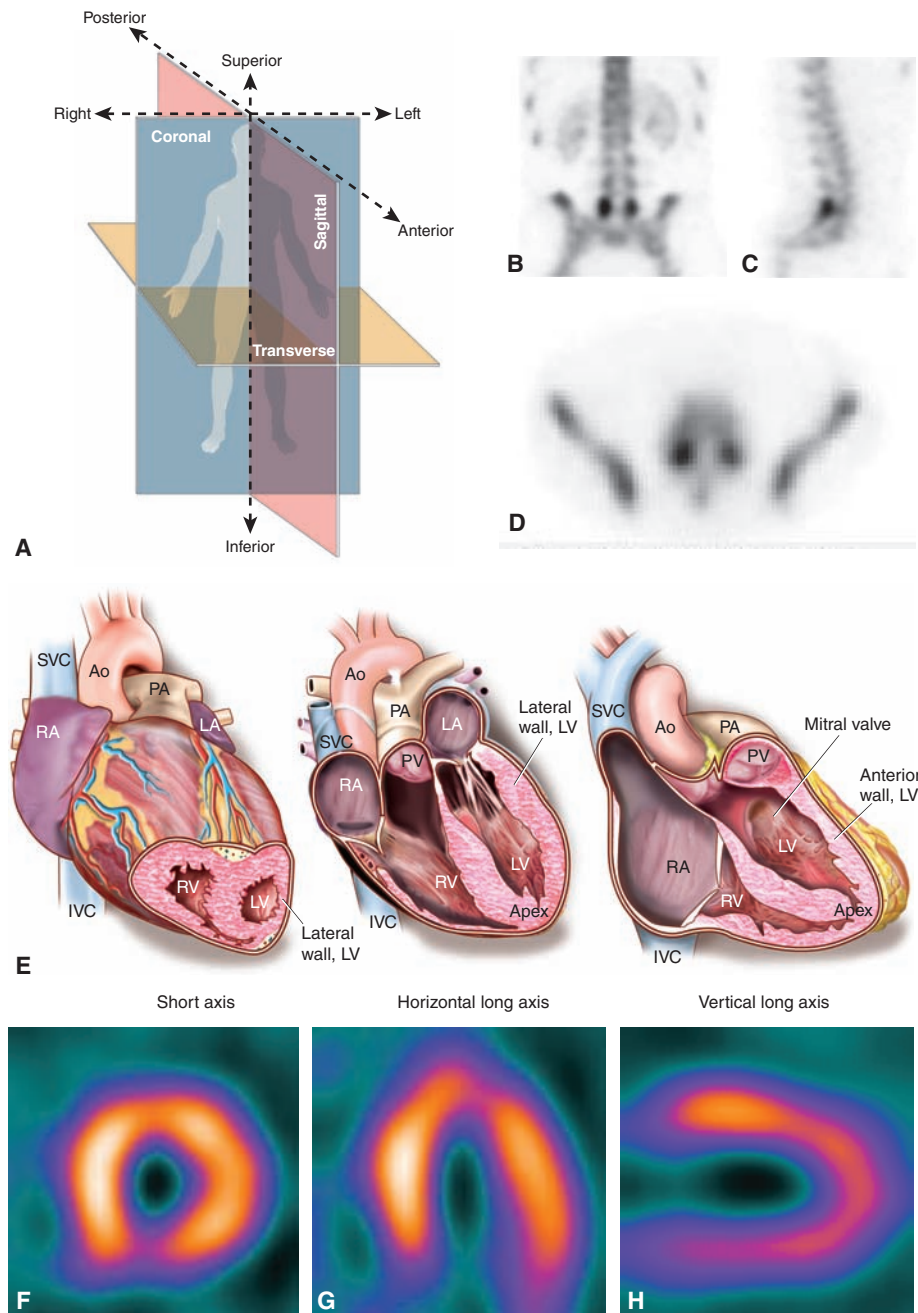 Posterior
Superior
Right
Left
Coronal
Sagittal
Anterior
Transverse
Inferior
A
B
C
D
SVC
Ao
PA
RA
LA
RV
LV
IVC
Lateral
wall, LV
E
Ao
PA
LA
SVC
PV
RA
Lateral
wall, LV
LV
RV
Apex
IVC
SVC
Ao
PA
Mitral valve
PV
Anterior
wall, LV
LV
RA
RV
Apex
IVC
Short axis
Horizontal long axis
Vertical long axis
F
G
H